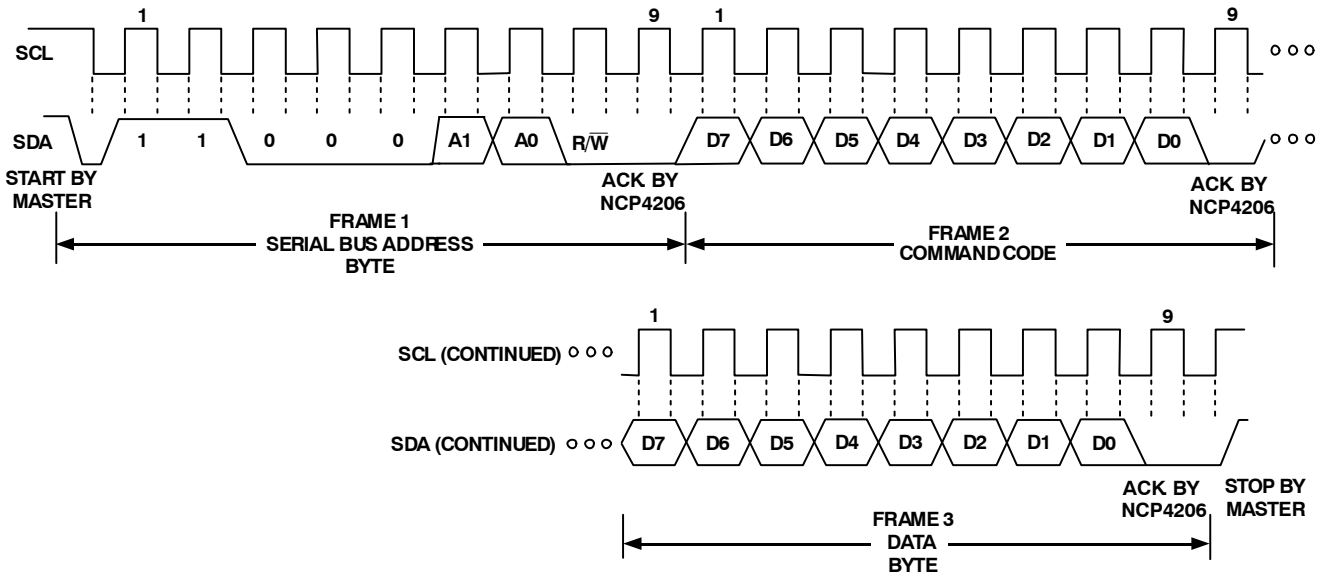 1 9 1 9
SCL
SDA 1 1 0 0 0 A1 A0 R/W̅ D7 D6 D5 D4 D3 D2 D1 D0
START BY
MASTER
ACK. BY
NCP4206
ACK. BY
NCP4206
FRAME 1
SERIAL BUS ADDRESS
BYTE
FRAME 2
COMMAND CODE
1 9
SCL (CONTINUED)
SDA (CONTINUED) D7 D6 D5 D4 D3 D2 D1 D0
ACK. BY
NCP4206
STOP BY
MASTER
FRAME 3
DATA
BYTE